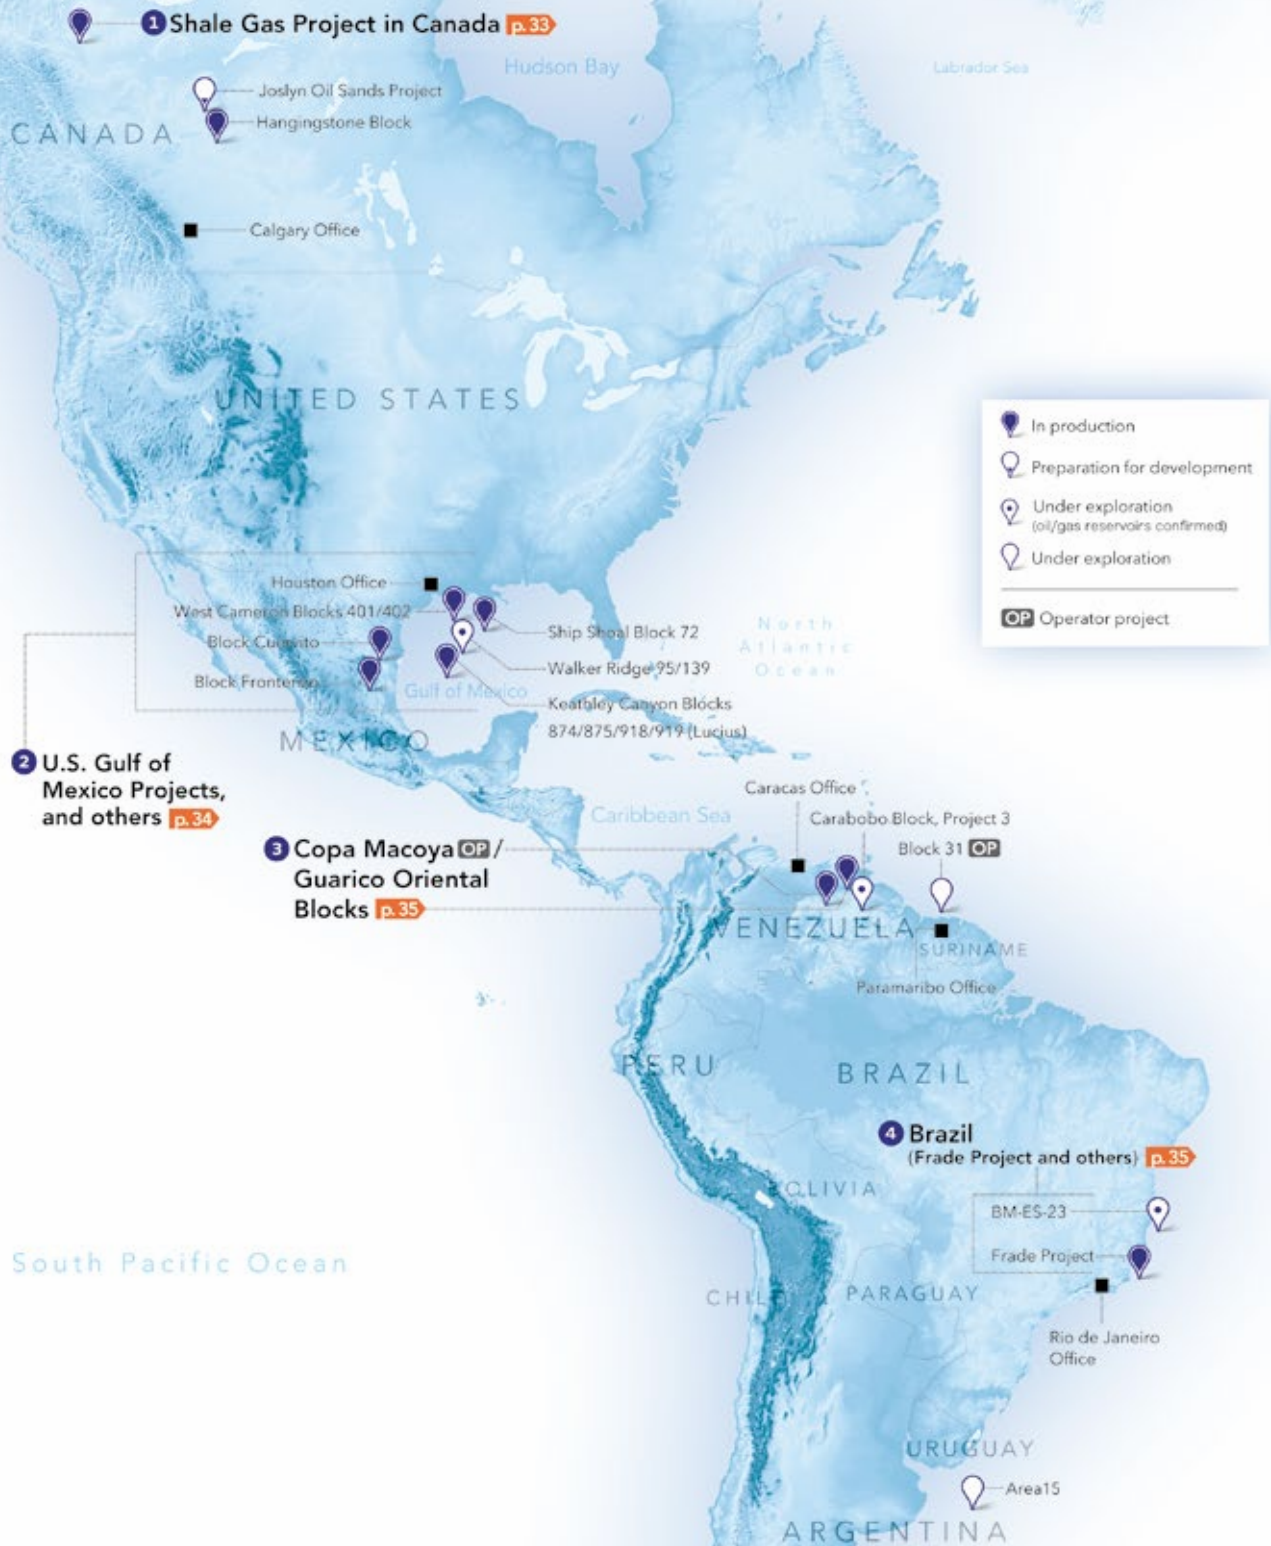 1 Shale Gas Project in Canada p.33
Hudson Bay
Labrador Sea
Joslyn Oil Sands Project
Hangingstone Block
CANADA
Calgary Office
UNITED STATES
In production
Preparation for development
Under exploration
(oil/gas reservoirs confirmed)
Under exploration
OP Operator project
Houston Office
West Cameron Blocks 401/402
Ship Shoal Block 72
Block Cuervito
Walker Ridge 95/139
Block Fronterizo
Gulf of Mexico
Keathley Canyon Blocks
874/875/918/919 (Lucius)
North
Atlantic
Ocean
MEXICO
2 U.S. Gulf of
Mexico Projects,
and others p.34
Caracas Office
Caribbean Sea
Carabobo Block, Project 3
3 Copa Macoya OP /
Guarico Oriental
Blocks p.35
Block 31 OP
VENEZUELA
SURINAME
Paramaribo Office
PERU
BRAZIL
4 Brazil
(Frade Project and others) p.35
BOLIVIA
BM-ES-23
Frade Project
South Pacific Ocean
CHILE
PARAGUAY
Rio de Janeiro
Office
URUGUAY
Area15
ARGENTINA